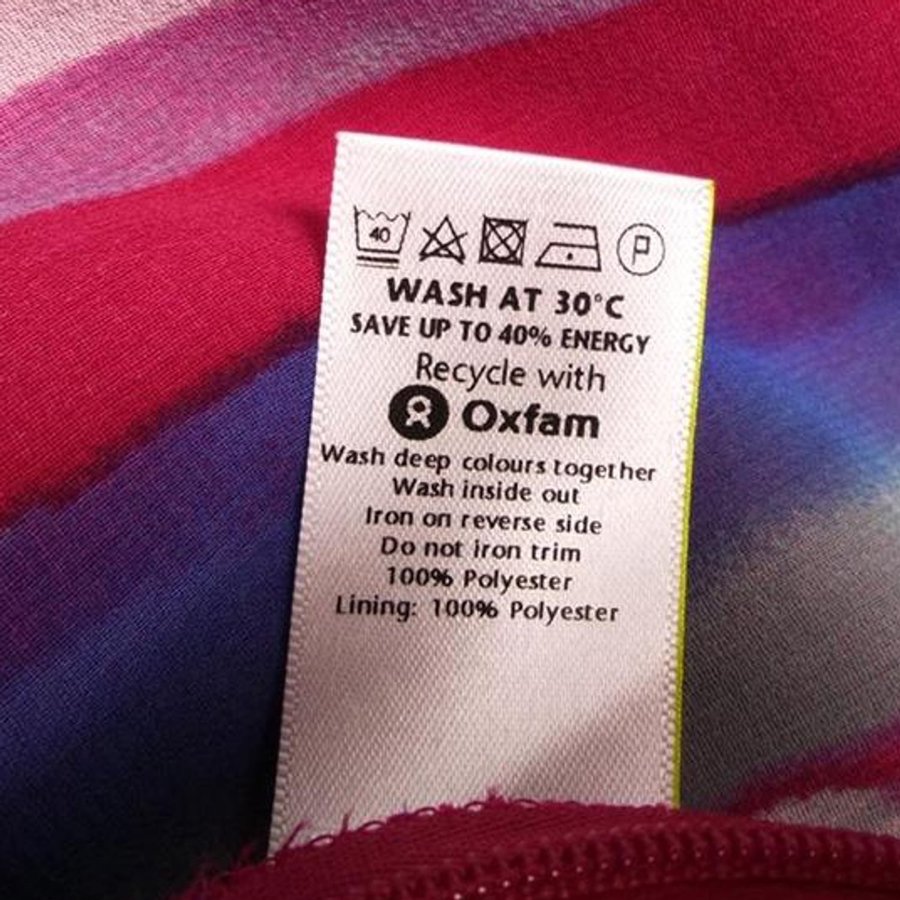 40 P
WASH AT 30°C
SAVE UP TO 40% ENERGY
Recycle with
Oxfam
Wash deep colours together
Wash inside out
Iron on reverse side
Do not iron trim
100% Polyester
Lining: 100% Polyester